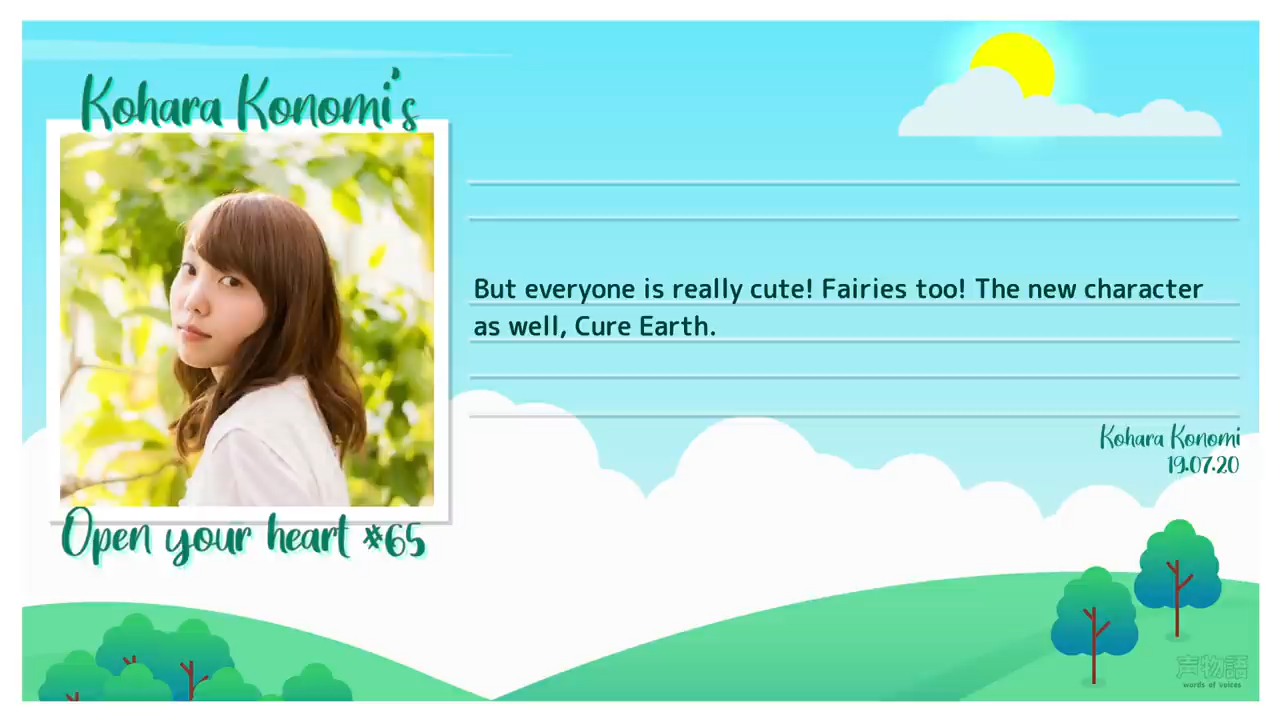 Kohara Konomi's
Open your heart #65
But everyone is really cute! Fairies too! The new character
as well, Cure Earth.
Kohara Konomi
19.07.20
声物語
words of voices